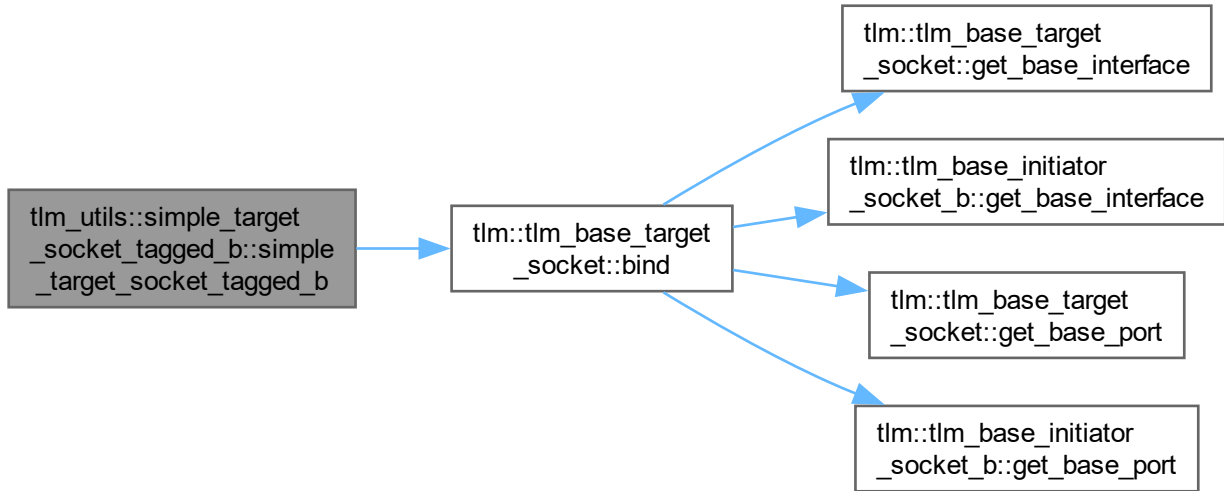 tlm_utils::simple_target
_socket_tagged_b::simple
_target_socket_tagged_b
tlm::tlm_base_target
_socket::bind
tlm::tlm_base_target
_socket::get_base_interface
tlm::tlm_base_initiator
_socket_b::get_base_interface
tlm::tlm_base_target
_socket::get_base_port
tlm::tlm_base_initiator
_socket_b::get_base_port